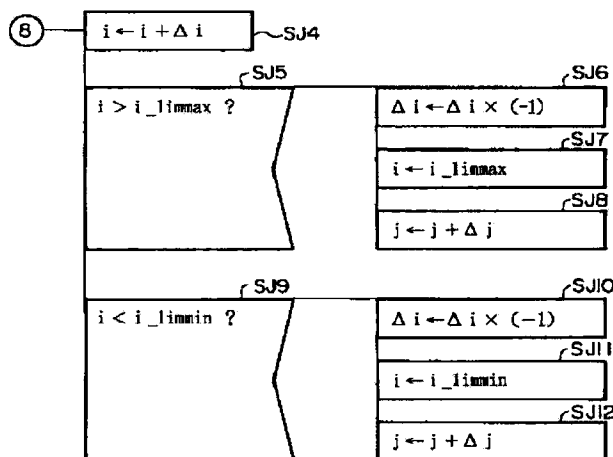 8
i ← i + Δ i
SJ4
SJ5
SJ6
i > i_limmax ?
Δ i ← Δ i × (-1)
SJ7
i ← i_limmax
SJ8
j ← j + Δ j
SJ9
SJ10
i < i_limmin ?
Δ i ← Δ i × (-1)
SJ11
i ← i_limmin
SJ12
j ← j + Δ j